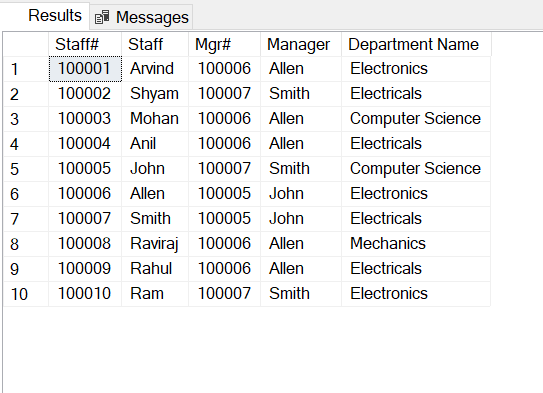 Results Messages
Staff# Staff Mgr# Manager Department Name
1 100001 Arvind 100006 Allen Electronics
2 100002 Shyam 100007 Smith Electricals
3 100003 Mohan 100006 Allen Computer Science
4 100004 Anil 100006 Allen Electricals
5 100005 John 100007 Smith Computer Science
6 100006 Allen 100005 John Electronics
7 100007 Smith 100005 John Electricals
8 100008 Raviraj 100006 Allen Mechanics
9 100009 Rahul 100006 Allen Electricals
10 100010 Ram 100007 Smith Electronics